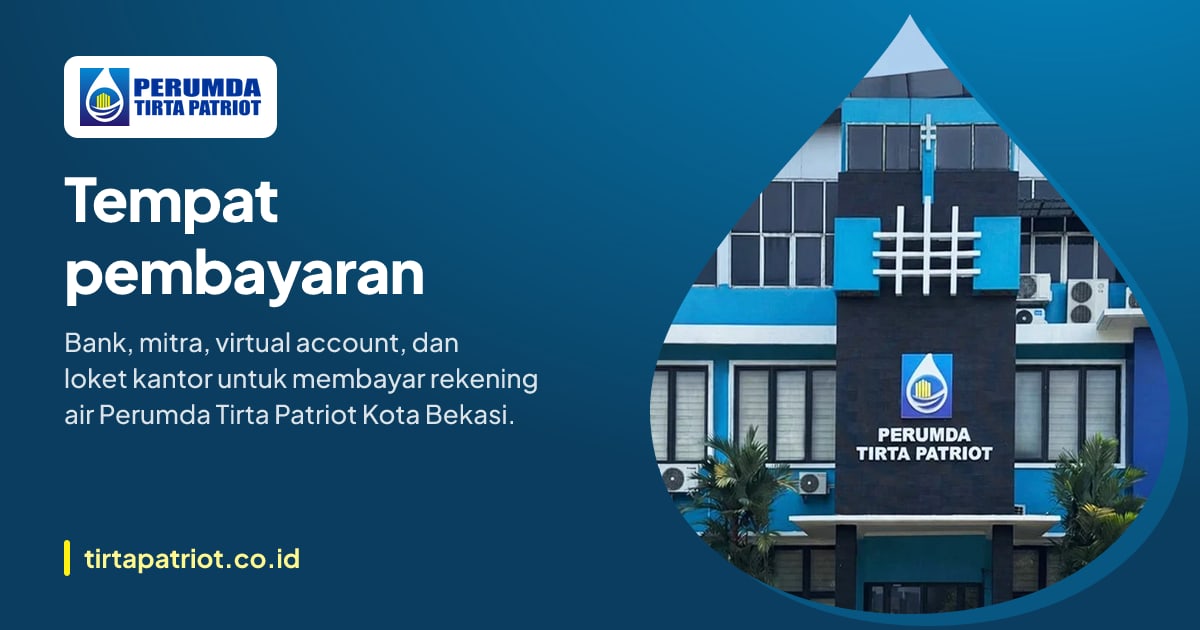 PERUMDA
TIRTA PATRIOT
Tempat
pembayaran
Bank, mitra, virtual account, dan
loket kantor untuk membayar rekening
air Perumda Tirta Patriot Kota Bekasi.
tirtapatriot.co.id
PERUMDA
TIRTA PATRIOT